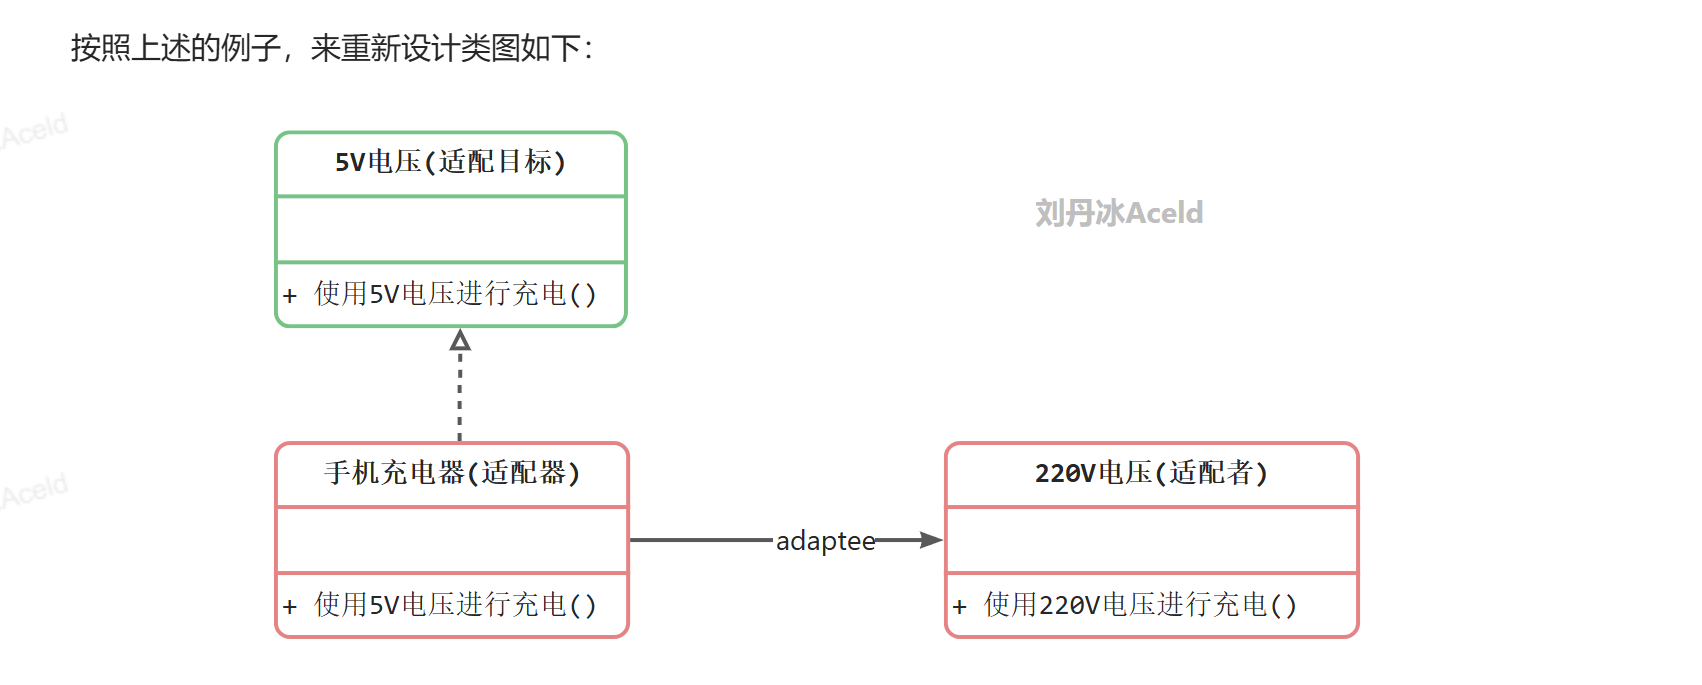 按照上述的例子，来重新设计类图如下：
Aceld
5V电压(适配目标)
刘丹冰Aceld
+ 使用5V电压进行充电()
手机充电器(适配器)
220V电压(适配者)
Aceld
adaptee
+ 使用5V电压进行充电()
+ 使用220V电压进行充电()